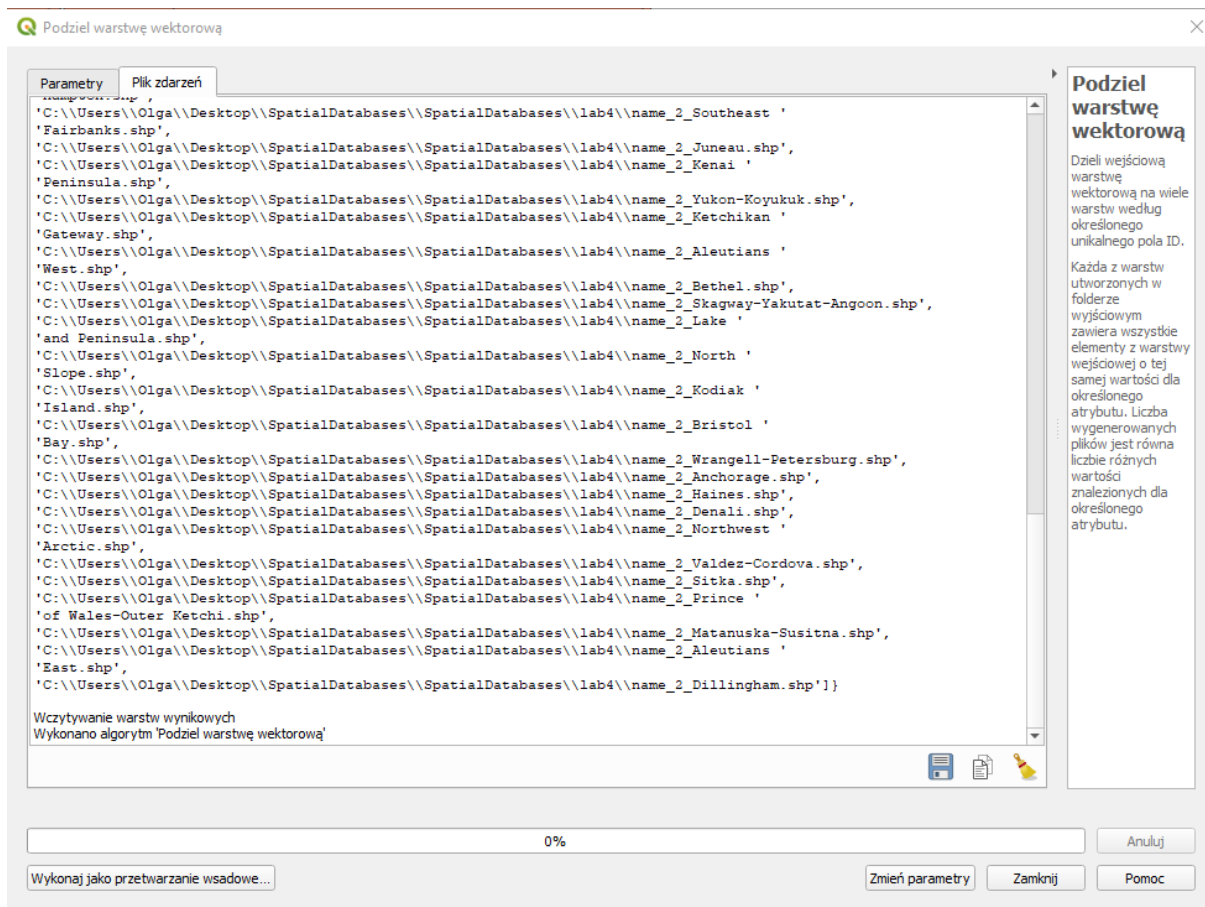 Podziel warstwę wektorową
Parametry
Plik zdarzeń
'Hampton.shp',
'C:\\Users\\Olga\\Desktop\\SpatialDatabases\\SpatialDatabases\\lab4\\name_2_Southeast '
'Fairbanks.shp',
'C:\\Users\\Olga\\Desktop\\SpatialDatabases\\SpatialDatabases\\lab4\\name_2_Juneau.shp',
'C:\\Users\\Olga\\Desktop\\SpatialDatabases\\SpatialDatabases\\lab4\\name_2_Kenai '
'Peninsula.shp',
'C:\\Users\\Olga\\Desktop\\SpatialDatabases\\SpatialDatabases\\lab4\\name_2_Yukon-Koyukuk.shp',
'C:\\Users\\Olga\\Desktop\\SpatialDatabases\\SpatialDatabases\\lab4\\name_2_Ketchikan '
'Gateway.shp',
'C:\\Users\\Olga\\Desktop\\SpatialDatabases\\SpatialDatabases\\lab4\\name_2_Aleutians '
'West.shp',
'C:\\Users\\Olga\\Desktop\\SpatialDatabases\\SpatialDatabases\\lab4\\name_2_Bethel.shp',
'C:\\Users\\Olga\\Desktop\\SpatialDatabases\\SpatialDatabases\\lab4\\name_2_Skagway-Yakutat-Angoon.shp',
'C:\\Users\\Olga\\Desktop\\SpatialDatabases\\SpatialDatabases\\lab4\\name_2_Lake '
'and Peninsula.shp',
'C:\\Users\\Olga\\Desktop\\SpatialDatabases\\SpatialDatabases\\lab4\\name_2_North '
'Slope.shp',
'C:\\Users\\Olga\\Desktop\\SpatialDatabases\\SpatialDatabases\\lab4\\name_2_Kodiak '
'Island.shp',
'C:\\Users\\Olga\\Desktop\\SpatialDatabases\\SpatialDatabases\\lab4\\name_2_Bristol '
'Bay.shp',
'C:\\Users\\Olga\\Desktop\\SpatialDatabases\\SpatialDatabases\\lab4\\name_2_Wrangell-Petersburg.shp',
'C:\\Users\\Olga\\Desktop\\SpatialDatabases\\SpatialDatabases\\lab4\\name_2_Anchorage.shp',
'C:\\Users\\Olga\\Desktop\\SpatialDatabases\\SpatialDatabases\\lab4\\name_2_Haines.shp',
'C:\\Users\\Olga\\Desktop\\SpatialDatabases\\SpatialDatabases\\lab4\\name_2_Denali.shp',
'C:\\Users\\Olga\\Desktop\\SpatialDatabases\\SpatialDatabases\\lab4\\name_2_Northwest '
'Arctic.shp',
'C:\\Users\\Olga\\Desktop\\SpatialDatabases\\SpatialDatabases\\lab4\\name_2_Valdez-Cordova.shp',
'C:\\Users\\Olga\\Desktop\\SpatialDatabases\\SpatialDatabases\\lab4\\name_2_Sitka.shp',
'C:\\Users\\Olga\\Desktop\\SpatialDatabases\\SpatialDatabases\\lab4\\name_2_Prince '
'of Wales-Outer Ketchi.shp',
'C:\\Users\\Olga\\Desktop\\SpatialDatabases\\SpatialDatabases\\lab4\\name_2_Matanuska-Susitna.shp',
'C:\\Users\\Olga\\Desktop\\SpatialDatabases\\SpatialDatabases\\lab4\\name_2_Aleutians '
'East.shp',
'C:\\Users\\Olga\\Desktop\\SpatialDatabases\\SpatialDatabases\\lab4\\name_2_Dillingham.shp']}
Wczytywanie warstw wynikowych
Wykonano algorytm 'Podziel warstwę wektorową'
Podziel
warstwę
wektorową
Dzieli wejściową
warstwę
wektorową na wiele
warstw według
określonego
unikalnego pola ID.
Każda z warstw
utworzonych w
folderze
wyjściowym
zawiera wszystkie
elementy z warstwy
wejściowej o tej
samej wartości dla
określonego
atrybutu. Liczba
wygenerowanych
plików jest równa
liczbie różnych
wartości
znalezionych dla
określonego
atrybutu.
0%
Anuluj
Wykonaj jako przetwarzanie wsadowe...
Zmień parametry
Zamknij
Pomoc